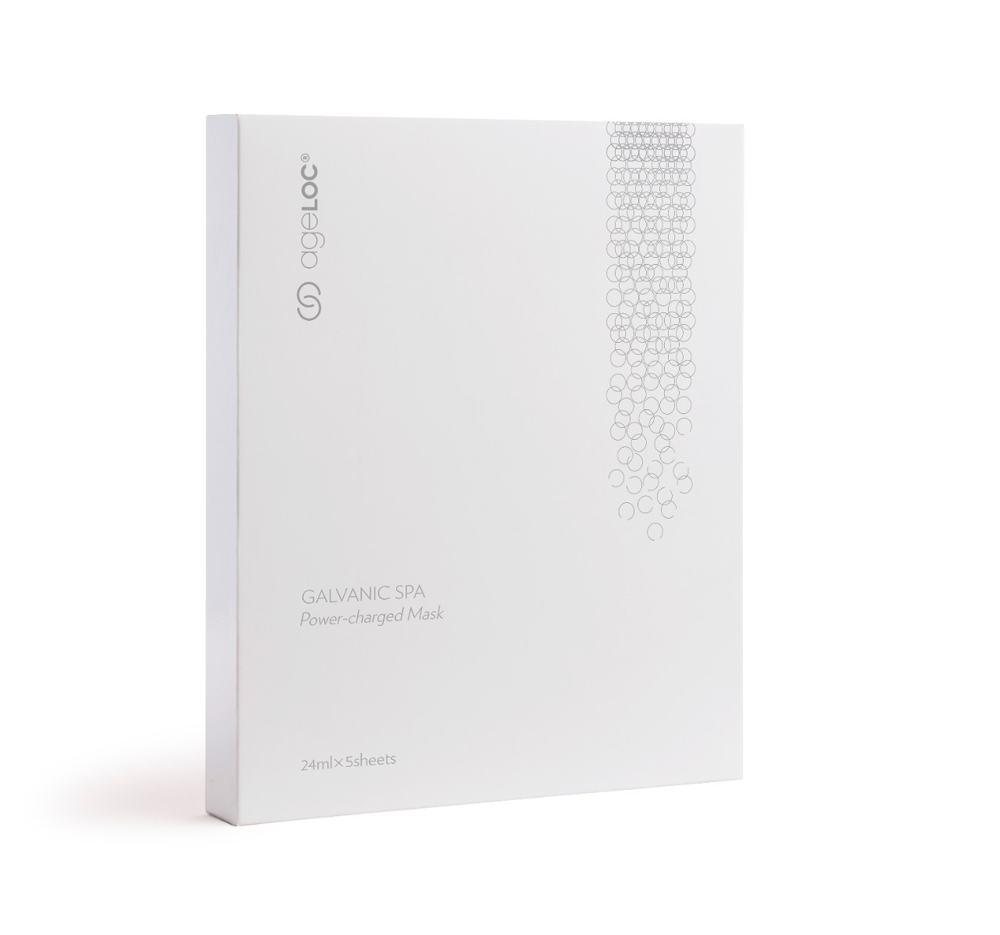 ageLOC®
GALVANIC SPA
Power-charged Mask
24ml×5sheets